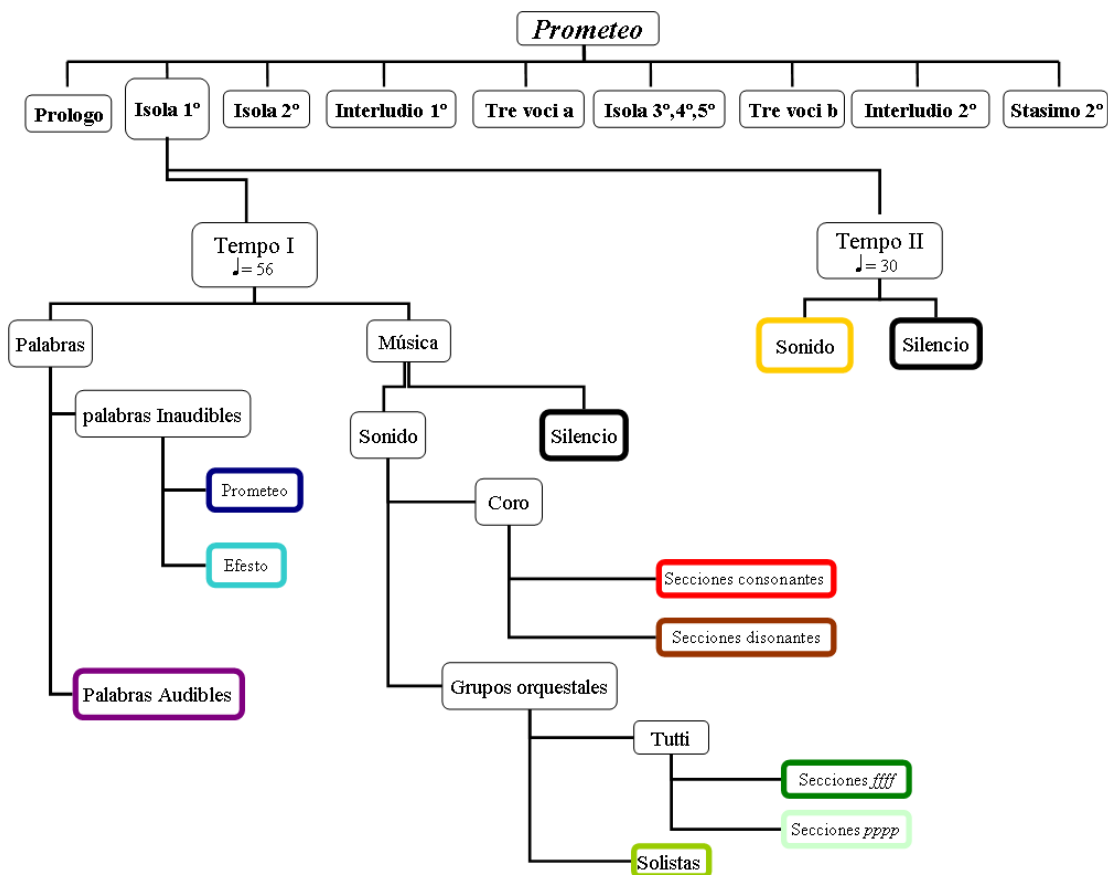 Prometeo
Prologo
Isola 1º
Isola 2º
Interludio 1º
Tre voci a
Isola 3º,4º,5º
Tre voci b
Interludio 2º
Stasimo 2º
Tempo I
♩= 56
Tempo II
♩= 30
Palabras
Música
Sonido
Silencio
palabras Inaudibles
Sonido
Silencio
Prometeo
Coro
Efesto
Secciones consonantes
Secciones disonantes
Palabras Audibles
Grupos orquestales
Tutti
Secciones ffff
Secciones pppp
Solistas